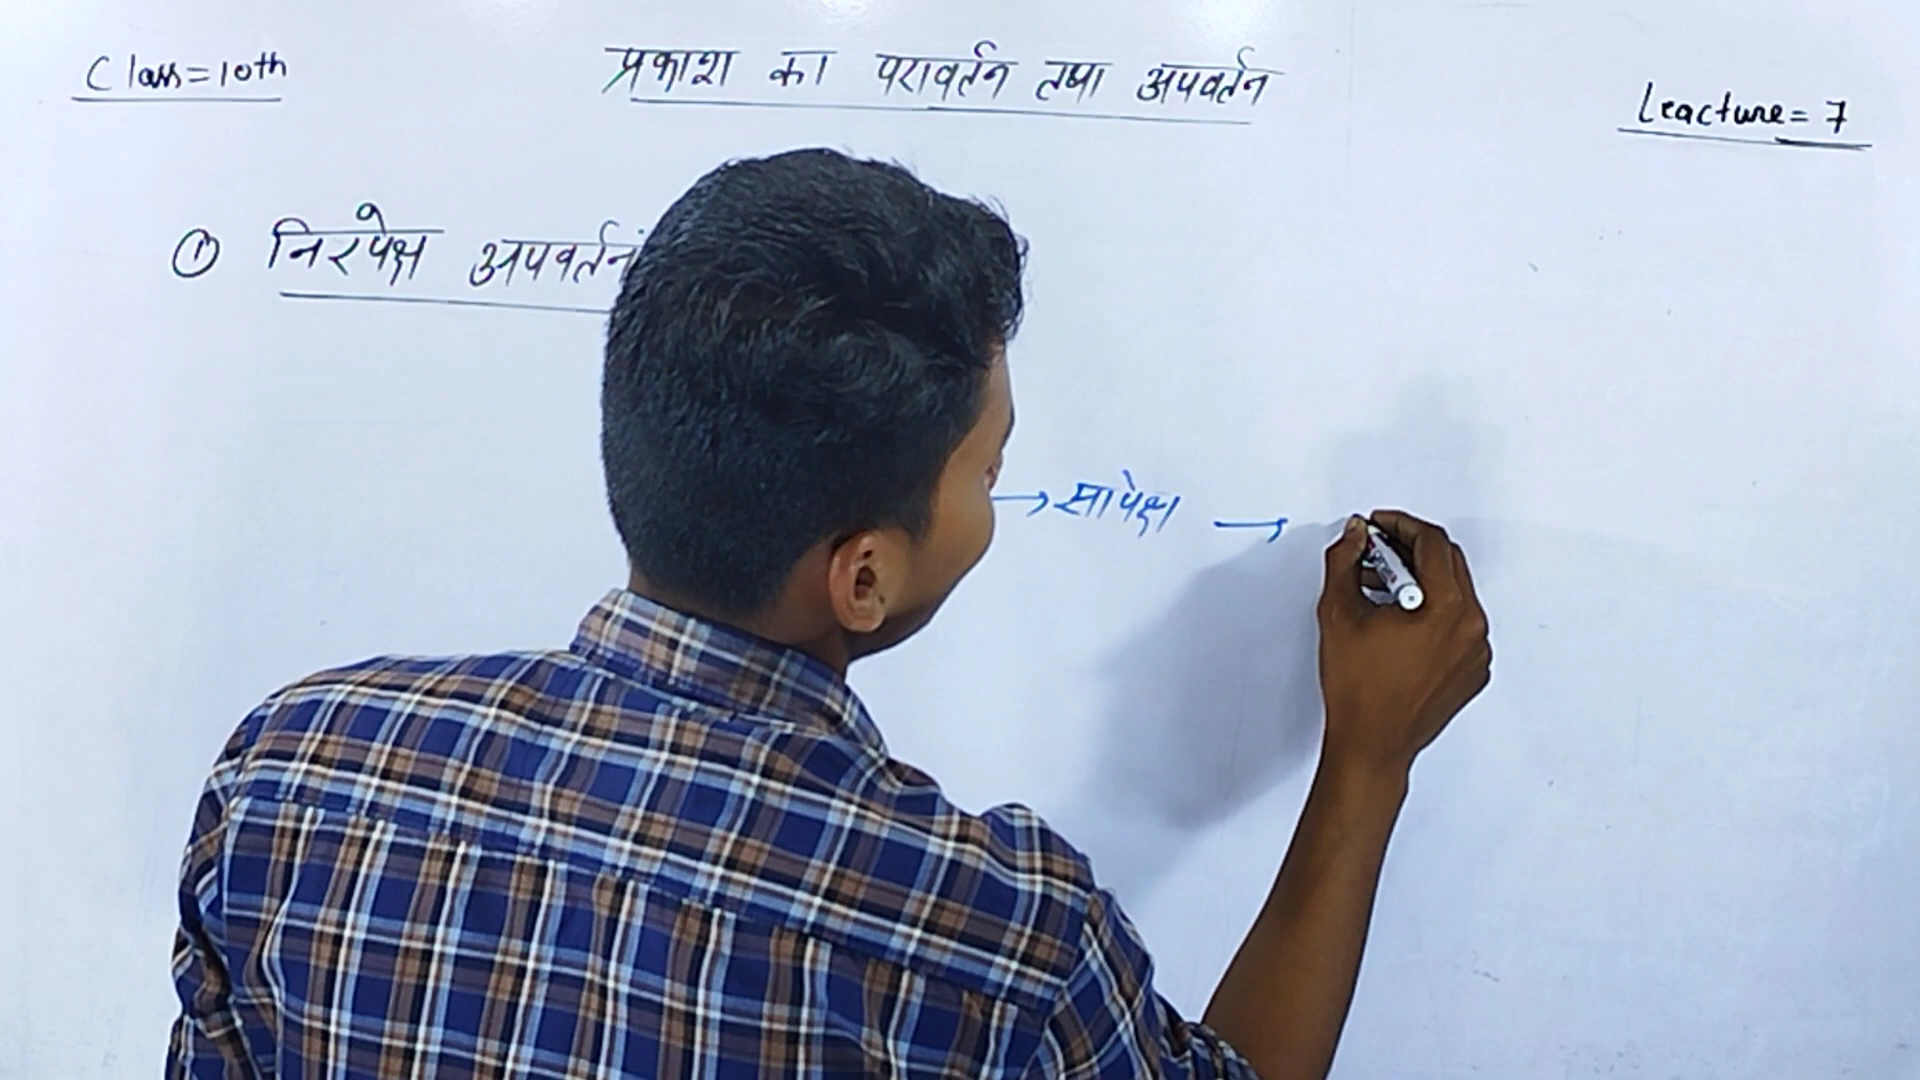 Class=10th
प्रकाश का परावर्तन तथा अपवर्तन
Leacture = 7
① निरपेक्ष अपवर्तनां
→ सापेक्ष →